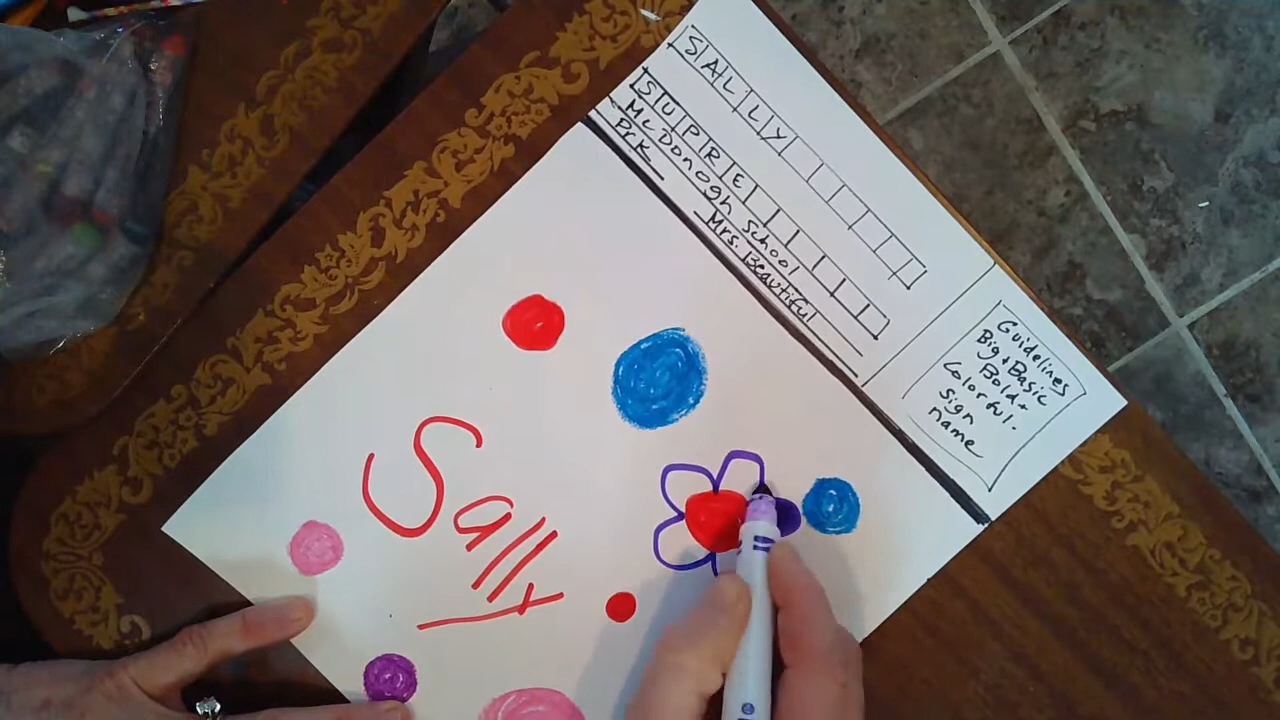 SALLY
SUPRE
McDonogh School
PrK
Mrs. Beautiful
Guidelines
Big + Basic
Bold +
Colorful.
Sign
name
Sally